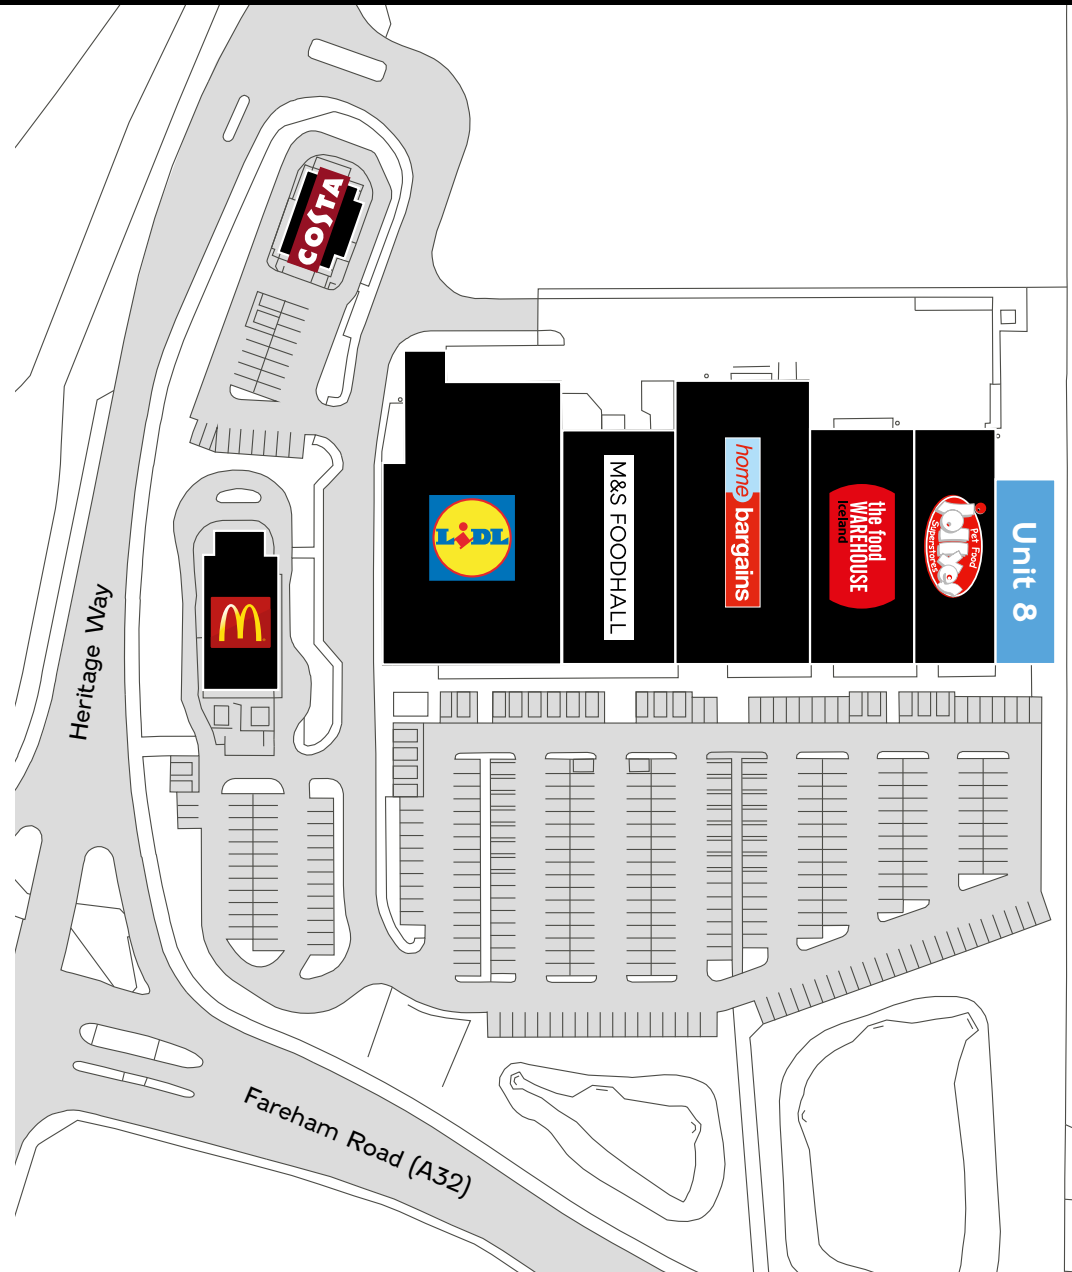 COSTA
LIDL
M&S FOODHALL
home
bargains
the food
WAREHOUSE
Iceland
Pet Food
Jollyes
Superstores
Unit 8
M
Heritage Way
Fareham Road (A32)